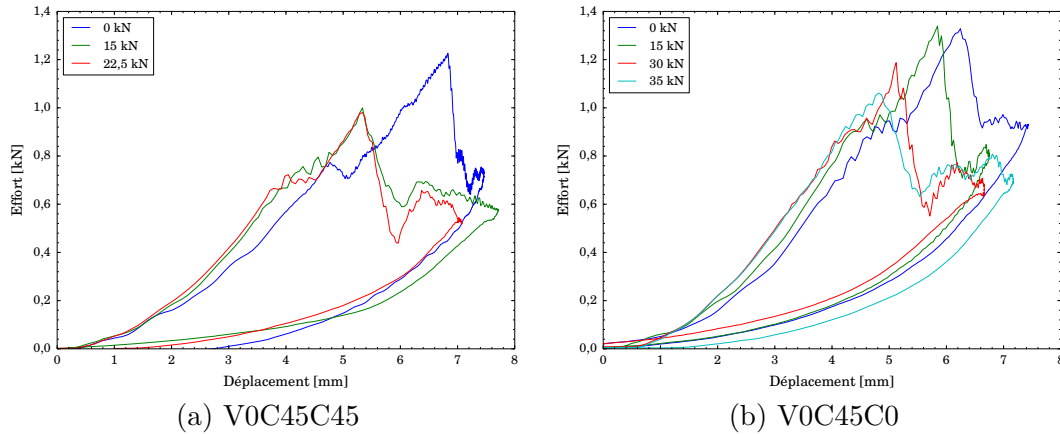 1,4
1,2
1,0
0,8
0,6
0,4
0,2
0,0
Effort [kN]
0 kN
15 kN
22,5 kN
0 1 2 3 4 5 6 7 8
Déplacement [mm]
(a) V0C45C45
1,4
1,2
1,0
0,8
0,6
0,4
0,2
0,0
Effort [kN]
0 kN
15 kN
30 kN
35 kN
0 1 2 3 4 5 6 7 8
Déplacement [mm]
(b) V0C45C0